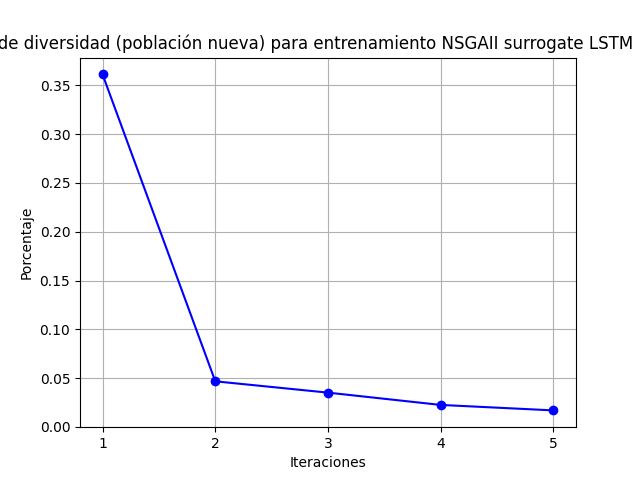 de diversidad (población nueva) para entrenamiento NSGAII surrogate LSTM
0.35
0.30
0.25
0.20
0.15
0.10
0.05
0.00
Porcentaje
1 2 3 4 5
Iteraciones